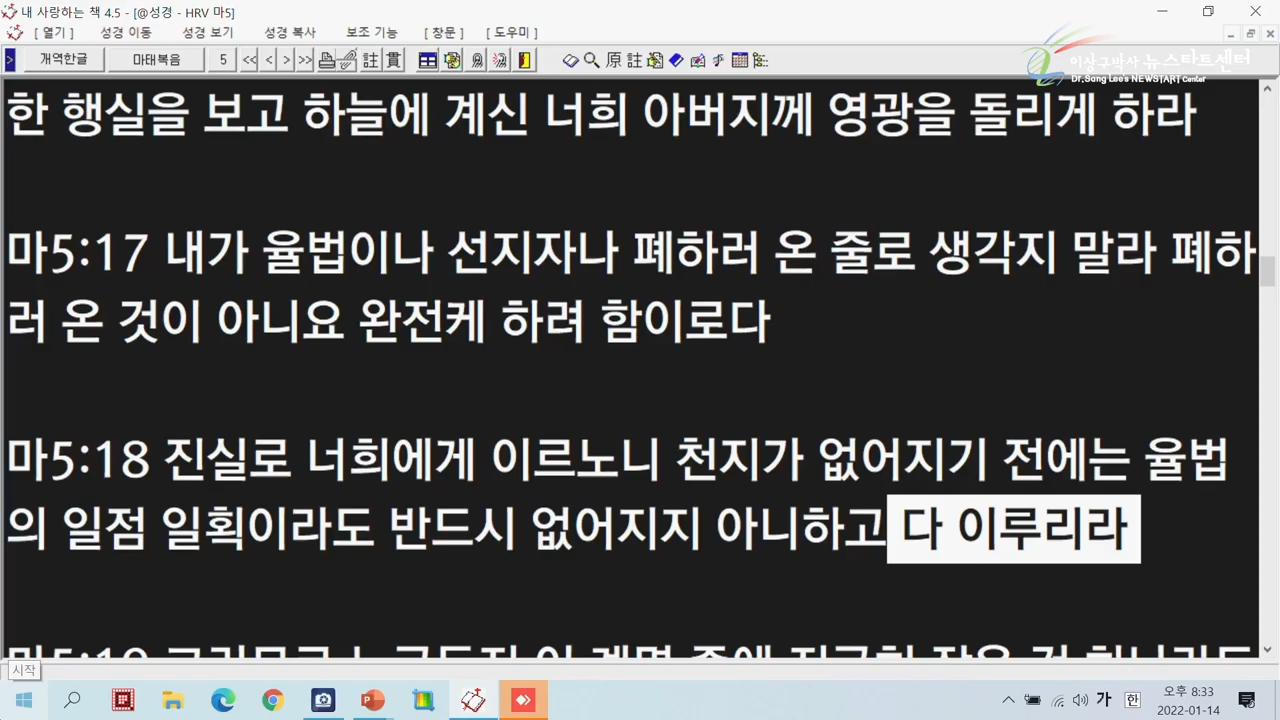 내 사랑하는 책 4.5 - [@성경 - HRV 마5]
[ 열기 ] 성경 이동 성경 보기 성경 복사 보조 기능 [ 창문 ] [ 도우미 ]
개역한글 마태복음 5 << < > >> 註 貫 原 註
이상구박사 뉴스타트센터
Dr.Sang Lee's NEWSTART Center
한 행실을 보고 하늘에 계신 너희 아버지께 영광을 돌리게 하라
마5:17 내가 율법이나 선지자나 폐하러 온 줄로 생각지 말라 폐하
러 온 것이 아니요 완전케 하려 함이로다
마5:18 진실로 너희에게 이르노니 천지가 없어지기 전에는 율법
의 일점 일획이라도 반드시 없어지지 아니하고 다 이루리라
시작
가 한 오후 8:33
2022-01-14